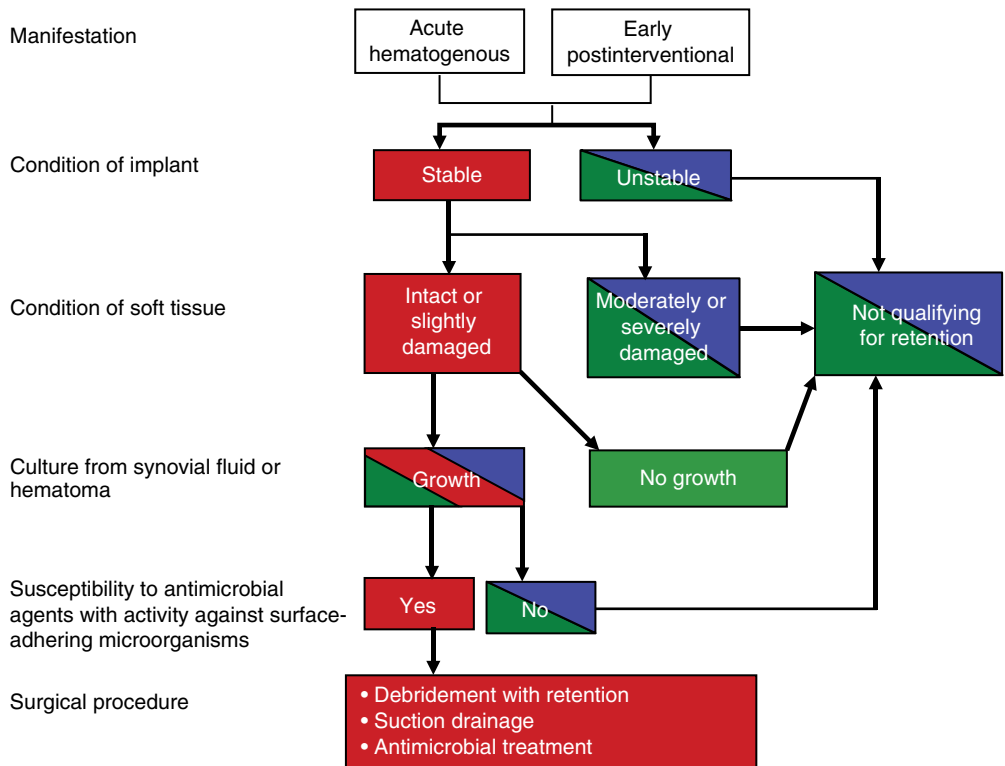 Manifestation
Acute
hematogenous
Early
postinterventional
Condition of implant
Stable
Unstable
Condition of soft tissue
Intact or
slightly
damaged
Moderately or
severely
damaged
Not qualifying
for retention
Culture from synovial fluid or
hematoma
Growth
No growth
Susceptibility to antimicrobial
agents with activity against surface-
adhering microorganisms
Yes
No
Surgical procedure
• Debridement with retention
• Suction drainage
• Antimicrobial treatment